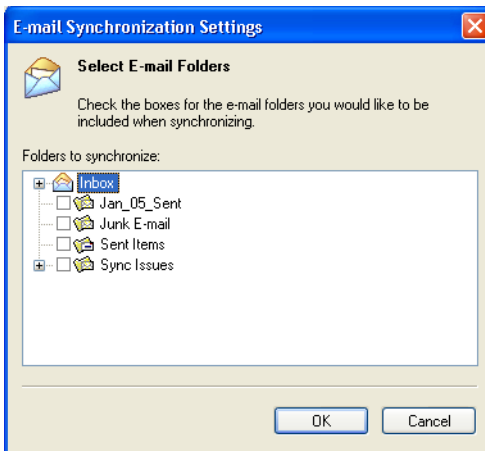 E-mail Synchronization Settings
Select E-mail Folders
Check the boxes for the e-mail folders you would like to be
included when synchronizing.
Folders to synchronize:
Inbox
Jan_05_Sent
Junk E-mail
Sent Items
Sync Issues
OK
Cancel